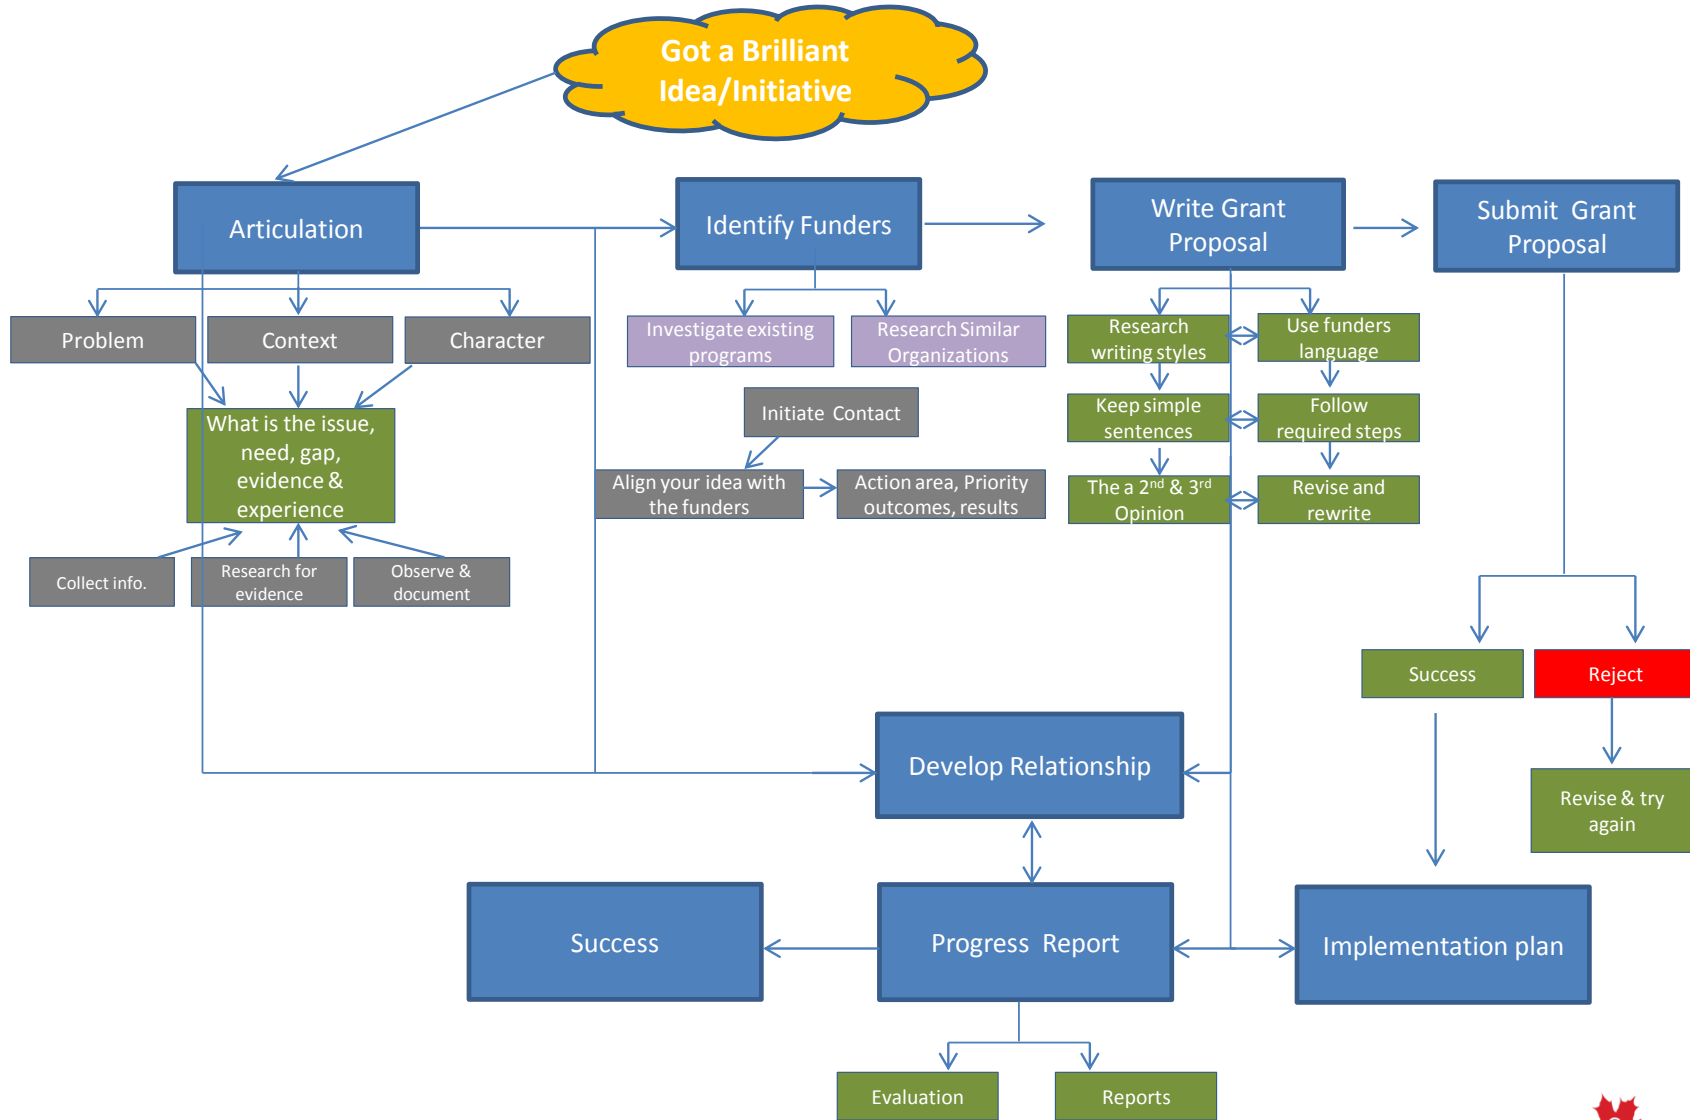 Got a Brilliant
Idea/Initiative
Articulation
Identify Funders
Write Grant
Proposal
Submit Grant
Proposal
Problem
Context
Character
Investigate existing
programs
Research Similar
Organizations
Research
writing styles
Use funders
language
What is the issue,
need, gap,
evidence &
experience
Initiate Contact
Keep simple
sentences
Follow
required steps
Align your idea with
the funders
Action area, Priority
outcomes, results
The a 2nd & 3rd
Opinion
Revise and
rewrite
Collect info.
Research for
evidence
Observe &
document
Success
Reject
Develop Relationship
Revise & try
again
Success
Progress Report
Implementation plan
Evaluation
Reports